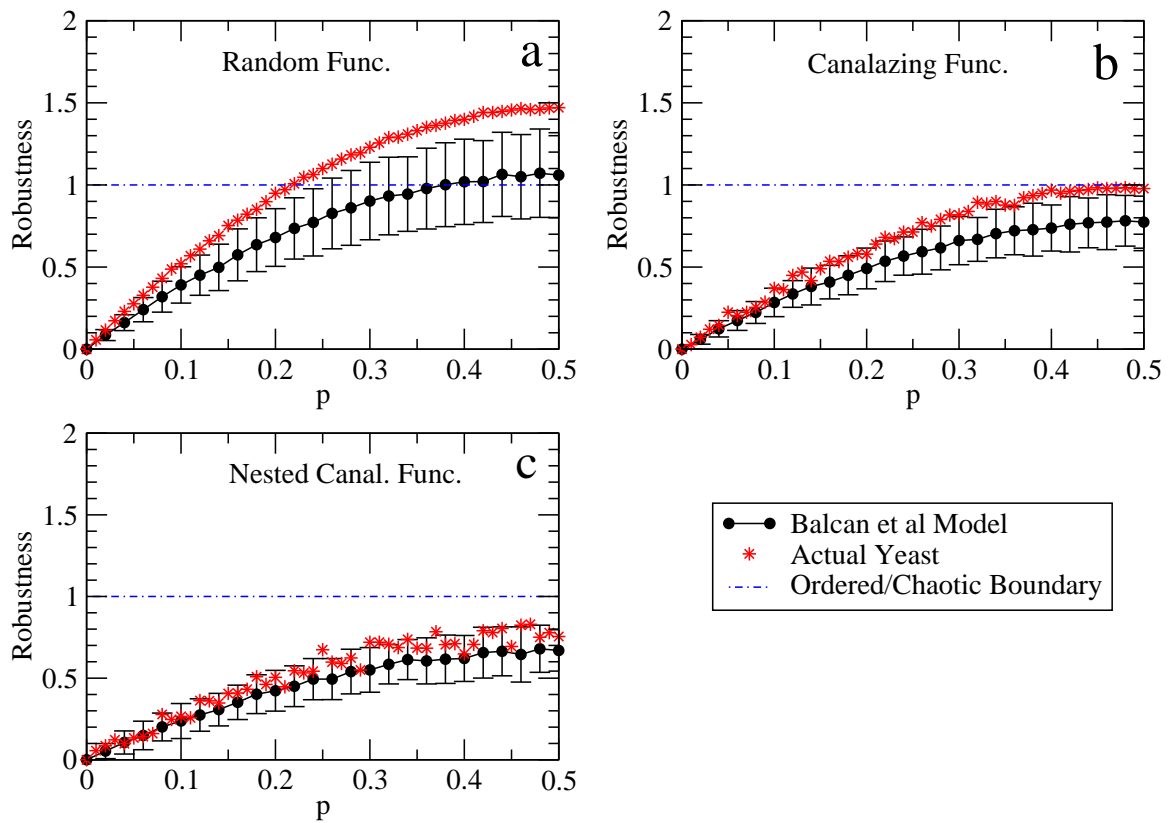 2
1.5
1
0.5
0
Robustness
Random Func.
a
0
0.1
0.2
0.3
0.4
0.5
p
2
1.5
1
0.5
0
Robustness
Canalazing Func.
b
0
0.1
0.2
0.3
0.4
0.5
p
2
1.5
1
0.5
0
Robustness
Nested Canal. Func.
c
0
0.1
0.2
0.3
0.4
0.5
p
Balcan et al Model
Actual Yeast
Ordered/Chaotic Boundary